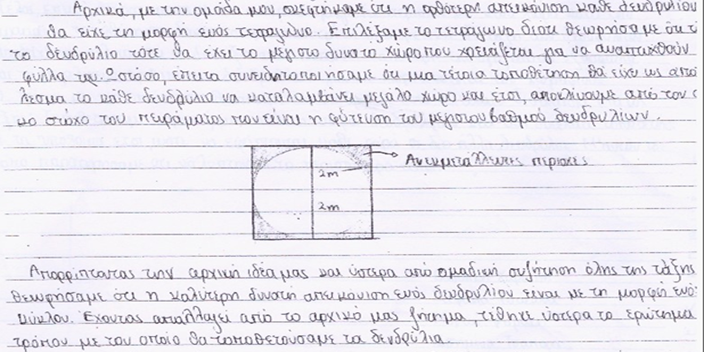 Αρχικά, με την ομάδα μου, σκεφτήκαμε ότι η φθότερη απεικόνιση κάθε δενδρυλίου
θα είχε τη μορφή ενός τετραγώνου. Επιλέξαμε το τετράγωνο διότι θεωρήσαμε ότι
το δενδρύλιο τότε θα έχει το μέγιστο δυνατό χώρο που χρειάζεται για να αναπτυχθούν
φύλλα του. Ωστόσο, έπειτα συνειδητοποιήσαμε ότι μια τέτοια τοποθέτηση θα είχε ως από
λεσμα το κάθε δενδρύλιο να καταλαμβάνει μεγάλο χώρο και έτσι, αποκλίνουμε από τον
κο στόχο του πειράματος που είναι η φύτευση του μέγιστου βαθμού δενδρυλίων.
Ανεκμετάλλευτες περιοχές
2m
2m
Απορρίπτοντας την αρχική ιδέα μας και ύστερα από ομαδική συζήτηση όλης της τάξης
θεωρήσαμε ότι η καλύτερη δυνατή απεικόνιση ενός δενδρυλίου είναι με τη μορφή ενό
κύκλου. Έχοντας απαλλαγεί από το αρχικό μας ζήτημα, τέθηκε ύστερα το ερώτημα
τρόπου με τον οποίο θα τοποθετούσαμε τα δενδρύλια.